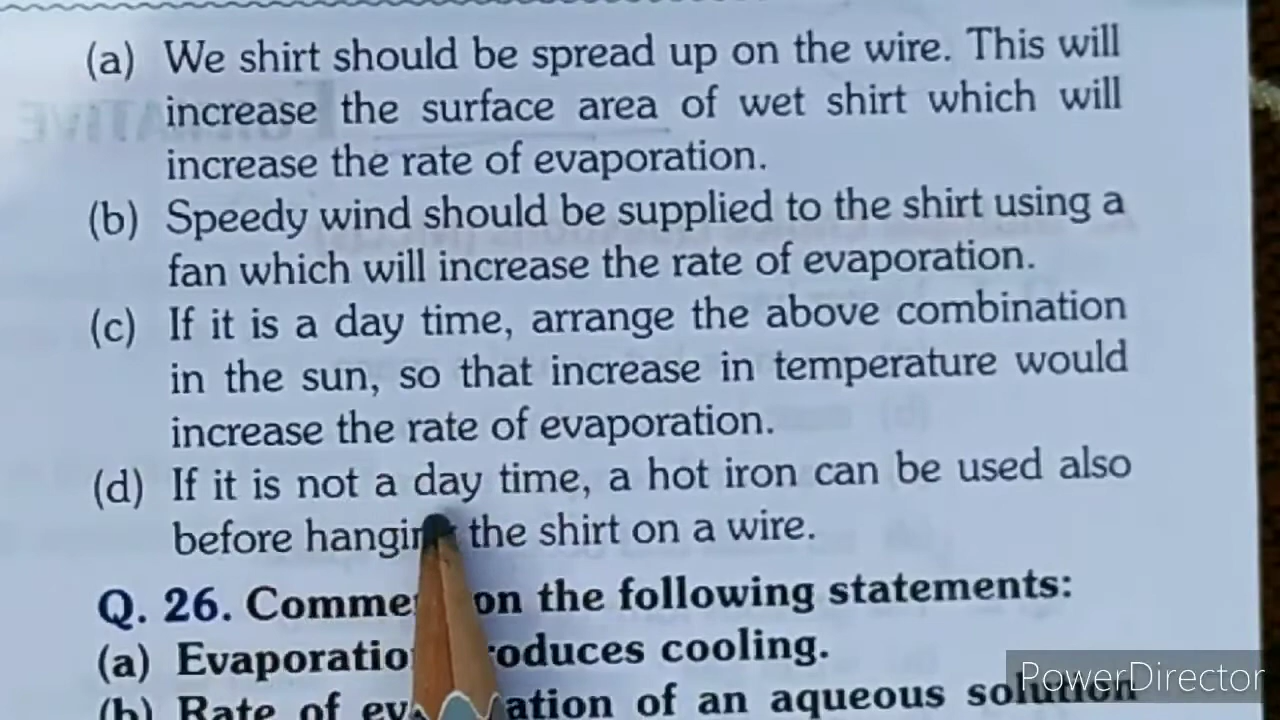 (a) We shirt should be spread up on the wire. This will
increase the surface area of wet shirt which will
increase the rate of evaporation.
(b) Speedy wind should be supplied to the shirt using a
fan which will increase the rate of evaporation.
(c) If it is a day time, arrange the above combination
in the sun, so that increase in temperature would
increase the rate of evaporation.
(d) If it is not a day time, a hot iron can be used also
before the shirt on a wire.
Q. 26. on the following statements:
(a) cooling.
(b) Rate of of an aqueous solution
PowerDirector